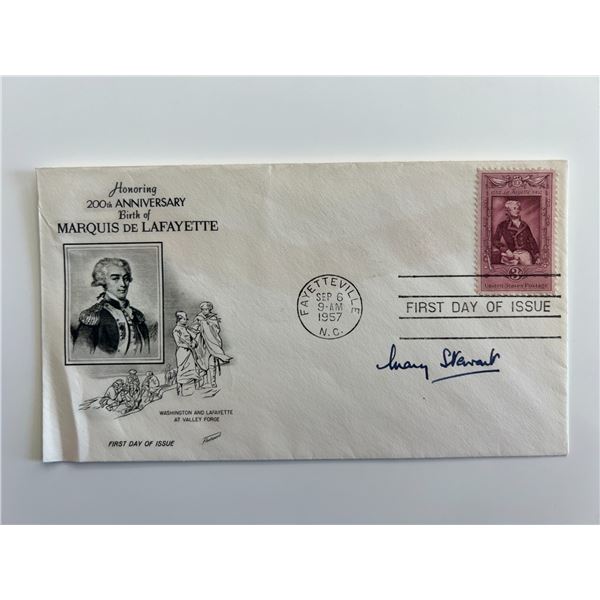 Honoring
200th ANNIVERSARY
Birth of
MARQUIS DE LAFAYETTE
WASHINGTON AND LAFAYETTE
AT VALLEY FORGE
FIRST DAY OF ISSUE
FAYETTEVILLE
SEP 6
9-AM
1957
N.C.
3¢
United States Postage
FIRST DAY OF ISSUE
Mary Stewart